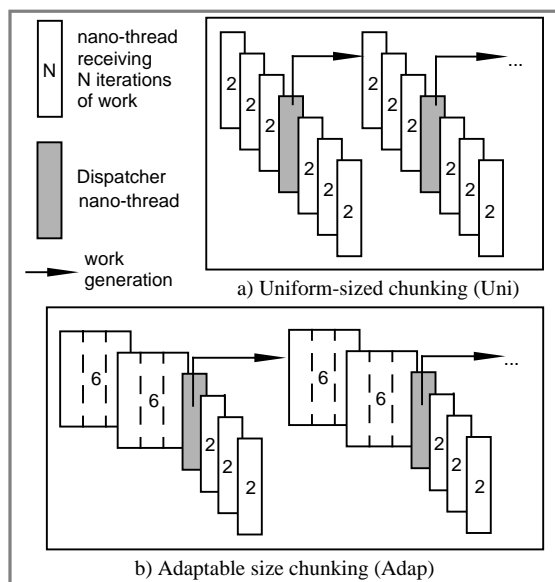 N
nano-thread
receiving
N iterations
of work
Dispatcher
nano-thread
work
generation
2
2
2
2
2
2
2
2
2
2
2
2
...
a) Uniform-sized chunking (Uni)
6
6
2
2
2
6
6
2
2
2
...
b) Adaptable size chunking (Adap)